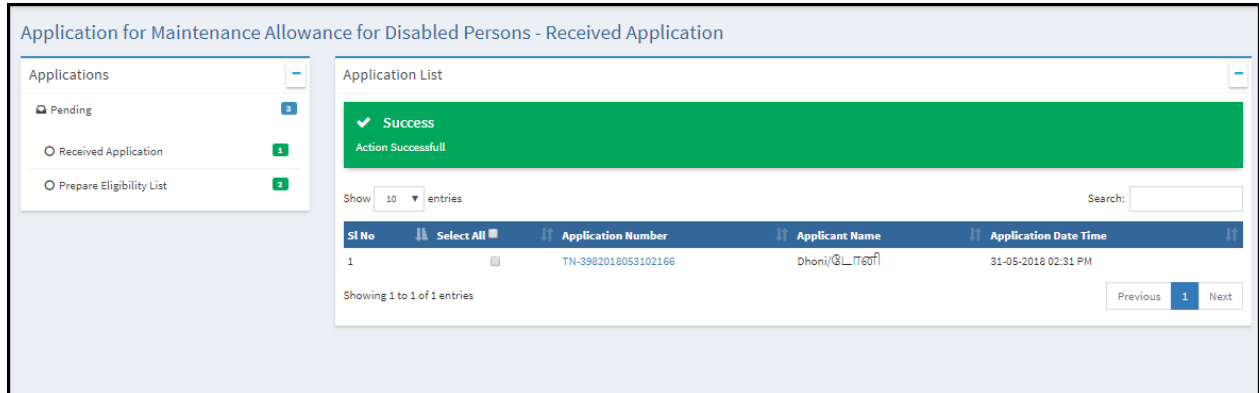 Application for Maintenance Allowance for Disabled Persons - Received Application
Applications
Pending 3
Received Application 1
Prepare Eligibility List 2
Application List
Success
Action Successfull
Show 10 entries
Search:
Sl No Select All Application Number Applicant Name Application Date Time
1 TN-3982018053102166 Dhoni/டோனி 31-05-2018 02:31 PM
Showing 1 to 1 of 1 entries
Previous 1 Next